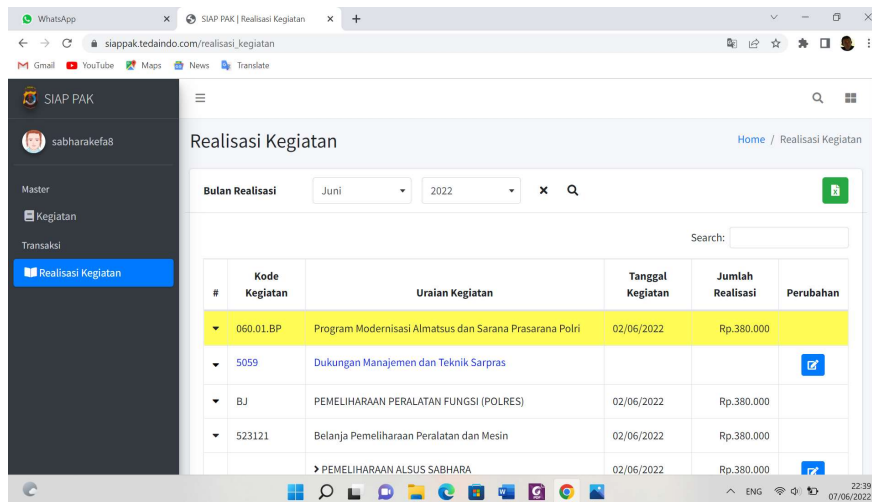 WhatsApp
SIAP PAK | Realisasi Kegiatan
siappak.tedaindo.com/realisasi_kegiatan
Gmail YouTube Maps News Translate
SIAP PAK
sabharakefa8
Master
Kegiatan
Transaksi
Realisasi Kegiatan
Realisasi Kegiatan
Home / Realisasi Kegiatan
Bulan Realisasi Juni 2022
Search:
# Kode Kegiatan Uraian Kegiatan Tanggal Kegiatan Jumlah Realisasi Perubahan
060.01.BP Program Modernisasi Almatsus dan Sarana Prasarana Polri 02/06/2022 Rp.380.000
5059 Dukungan Manajemen dan Teknik Sarpras
BJ PEMELIHARAAN PERALATAN FUNGSI (POLRES) 02/06/2022 Rp.380.000
523121 Belanja Pemeliharaan Peralatan dan Mesin 02/06/2022 Rp.380.000
PEMELIHARAAN ALSUS SABHARA 02/06/2022 Rp.380.000
ENG 22:39
07/06/2022